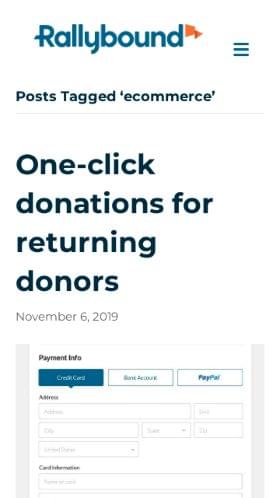 Rallybound
Posts Tagged ‘ecommerce’
One-click
donations for
returning
donors
November 6, 2019
Payment Info
Credit Card Bank Account PayPal
Address
Address Unit
City State Zip
United States
Card Information
Name on card